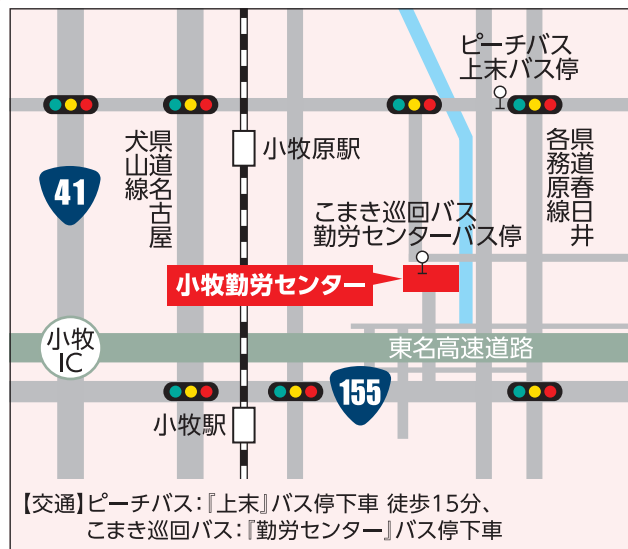 ピーチバス
上末バス停
県道名古屋
犬山線
小牧原駅
県道春日井
各務原線
41
こまき巡回バス
勤労センターバス停
小牧勤労センター
小牧
IC
東名高速道路
155
小牧駅
【交通】ピーチバス:『上末』バス停下車 徒歩15分、
こまき巡回バス:『勤労センター』バス停下車